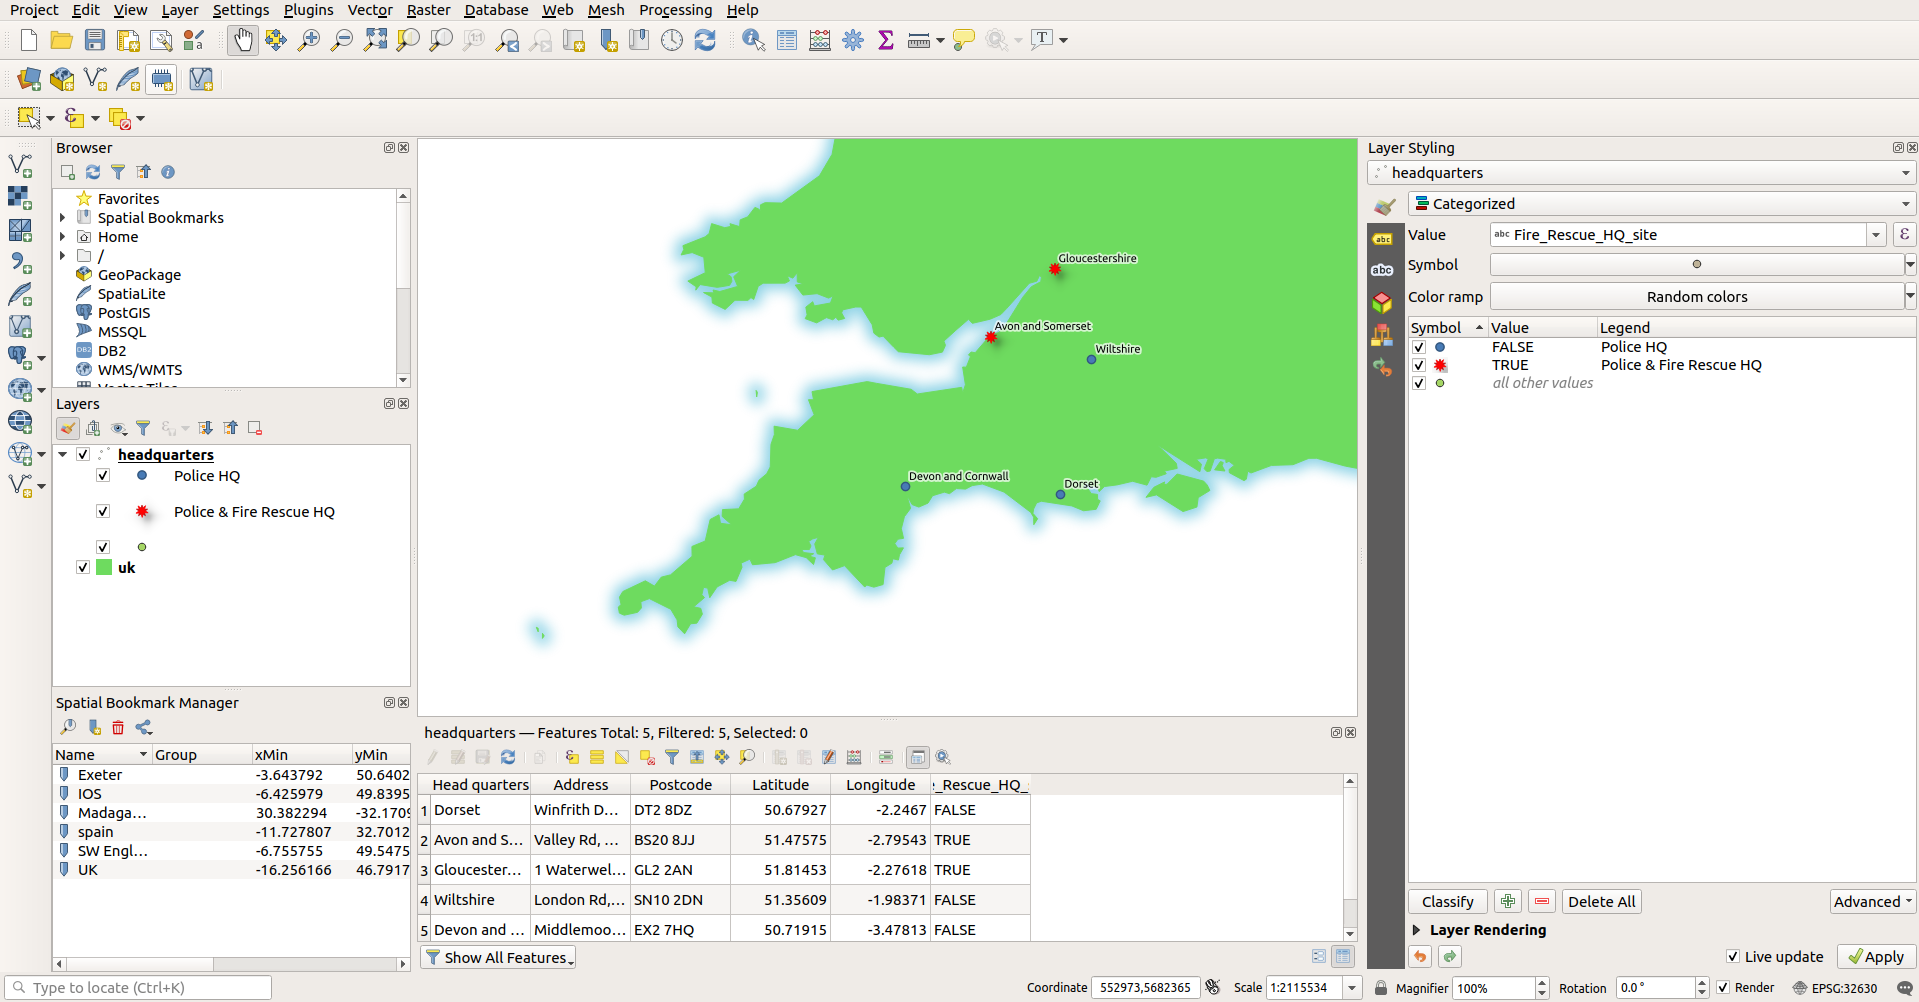 Project Edit View Layer Settings Plugins Vector Raster Database Web Mesh Processing Help
Browser
Favorites
Spatial Bookmarks
Home
/
GeoPackage
SpatiaLite
PostGIS
MSSQL
DB2
DB2
WMS/WMTS
Vector Tiles
Layers
headquarters
Police HQ
Police & Fire Rescue HQ
uk
Spatial Bookmark Manager
Name Group xMin yMin
Exeter -3.643792 50.6402
IOS -6.425979 49.8395
Madaga... 30.382294 -32.1709
spain -11.727807 32.7012
SW Engl... -6.755755 49.5475
UK -16.256166 46.7917
Gloucestershire
Avon and Somerset
Wiltshire
Devon and Cornwall
Dorset
headquarters — Features Total: 5, Filtered: 5, Selected: 0
Head quarters Address Postcode Latitude Longitude _Rescue_HQ_
1 Dorset Winfrith D... DT2 8DZ 50.67927 -2.2467 FALSE
2 Avon and S... Valley Rd, ... BS20 8JJ 51.47575 -2.79543 TRUE
3 Gloucester... 1 Waterwel... GL2 2AN 51.81453 -2.27618 TRUE
4 Wiltshire London Rd,... SN10 2DN 51.35609 -1.98371 FALSE
5 Devon and ... Middlemoo... EX2 7HQ 50.71915 -3.47813 FALSE
Show All Features
Layer Styling
headquarters
Categorized
Value abc Fire_Rescue_HQ_site ε
Symbol
Color ramp Random colors
abc
abc
Symbol Value Legend
FALSE Police HQ
TRUE Police & Fire Rescue HQ
all other values
Classify Delete All Advanced
Layer Rendering
Live update Apply
Type to locate (Ctrl+K) Coordinate 552973,5682365 Scale 1:2115534 Magnifier 100% Rotation 0.0 ° Render EPSG:32630